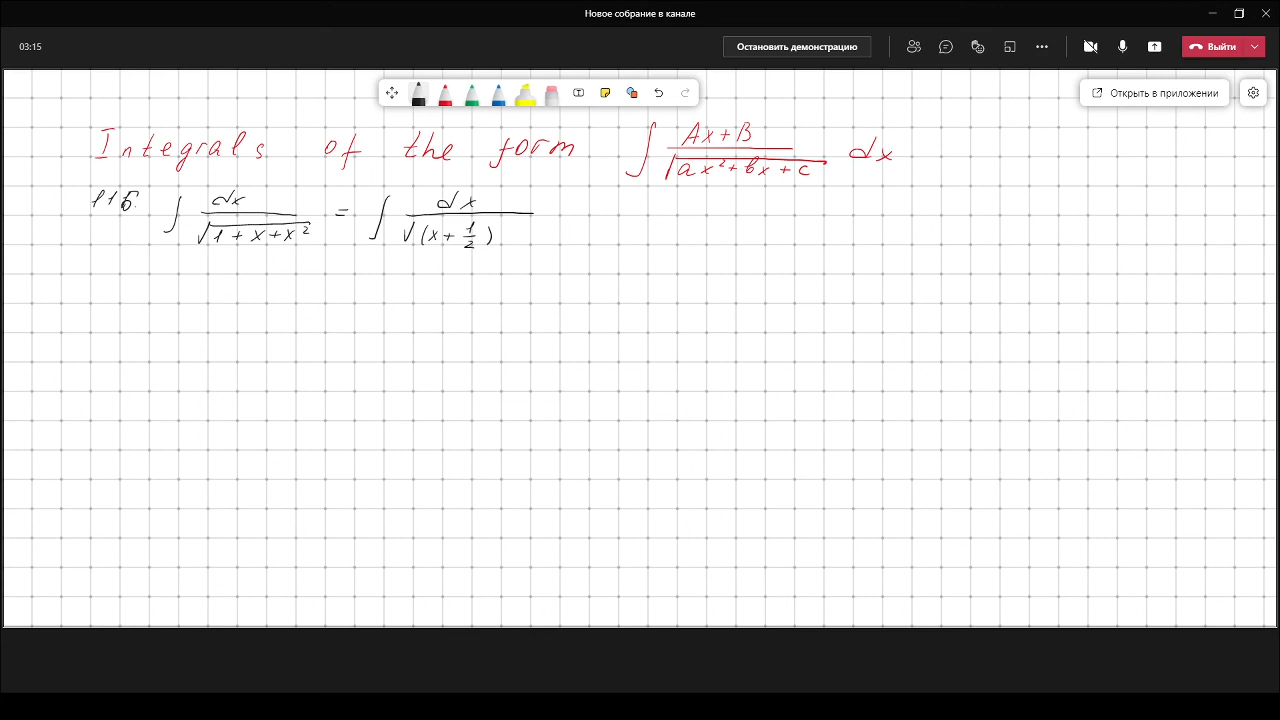 Новое собрание в канале
03:15
Остановить демонстрацию
Выйти
Открыть в приложении
Integrals of the form ∫ (Ax+B)/√(ax²+bx+c) dx
∫ dx/√(1+x+x²) = ∫ dx/√((x+1/2)